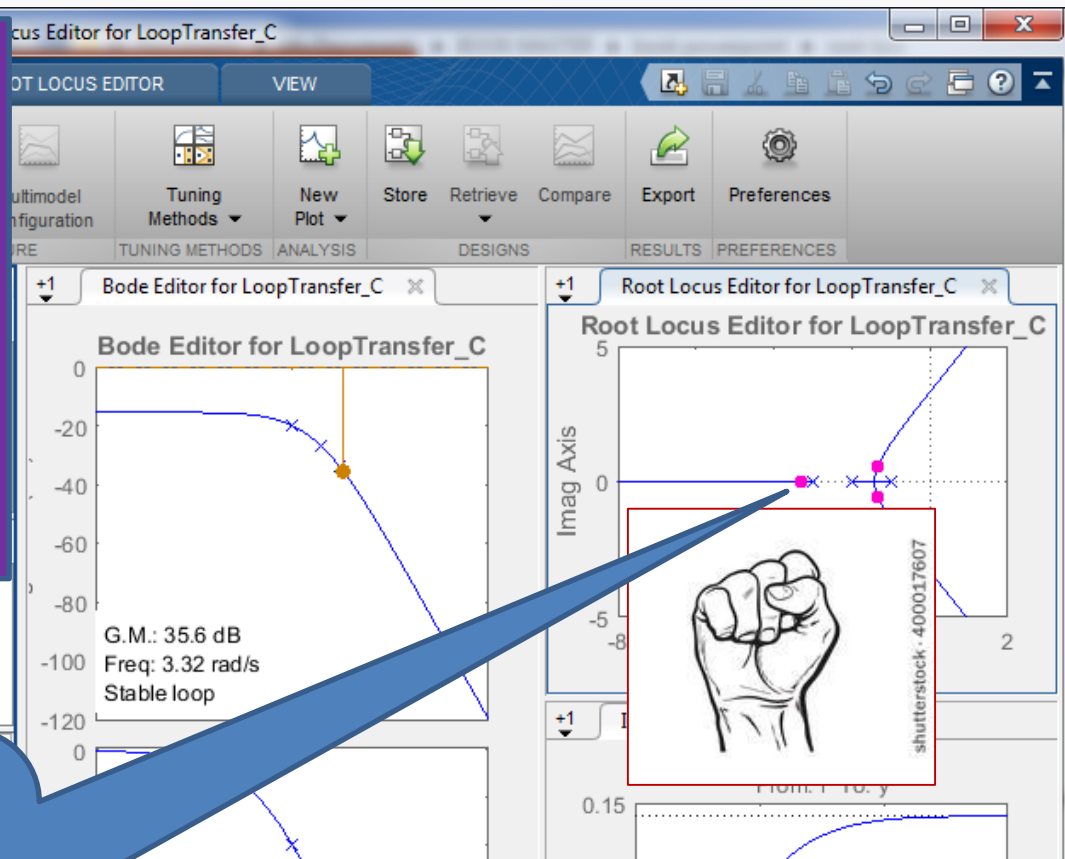 cus Editor for LoopTransfer_C
OT LOCUS EDITOR
VIEW
ultimodel
nfiguration
Tuning
Methods
New
Plot
Store
Retrieve
Compare
Export
Preferences
RE
TUNING METHODS
ANALYSIS
DESIGNS
RESULTS
PREFERENCES
+1
Bode Editor for LoopTransfer_C
Bode Editor for LoopTransfer_C
0
-20
-40
-60
-80
-100
-120
G.M.: 35.6 dB
Freq: 3.32 rad/s
Stable loop
0
+1
Root Locus Editor for LoopTransfer_C
Root Locus Editor for LoopTransfer_C
5
0
-5
Imag Axis
-8
2
shutterstock · 400017607
+1
From: r To: y
0.15